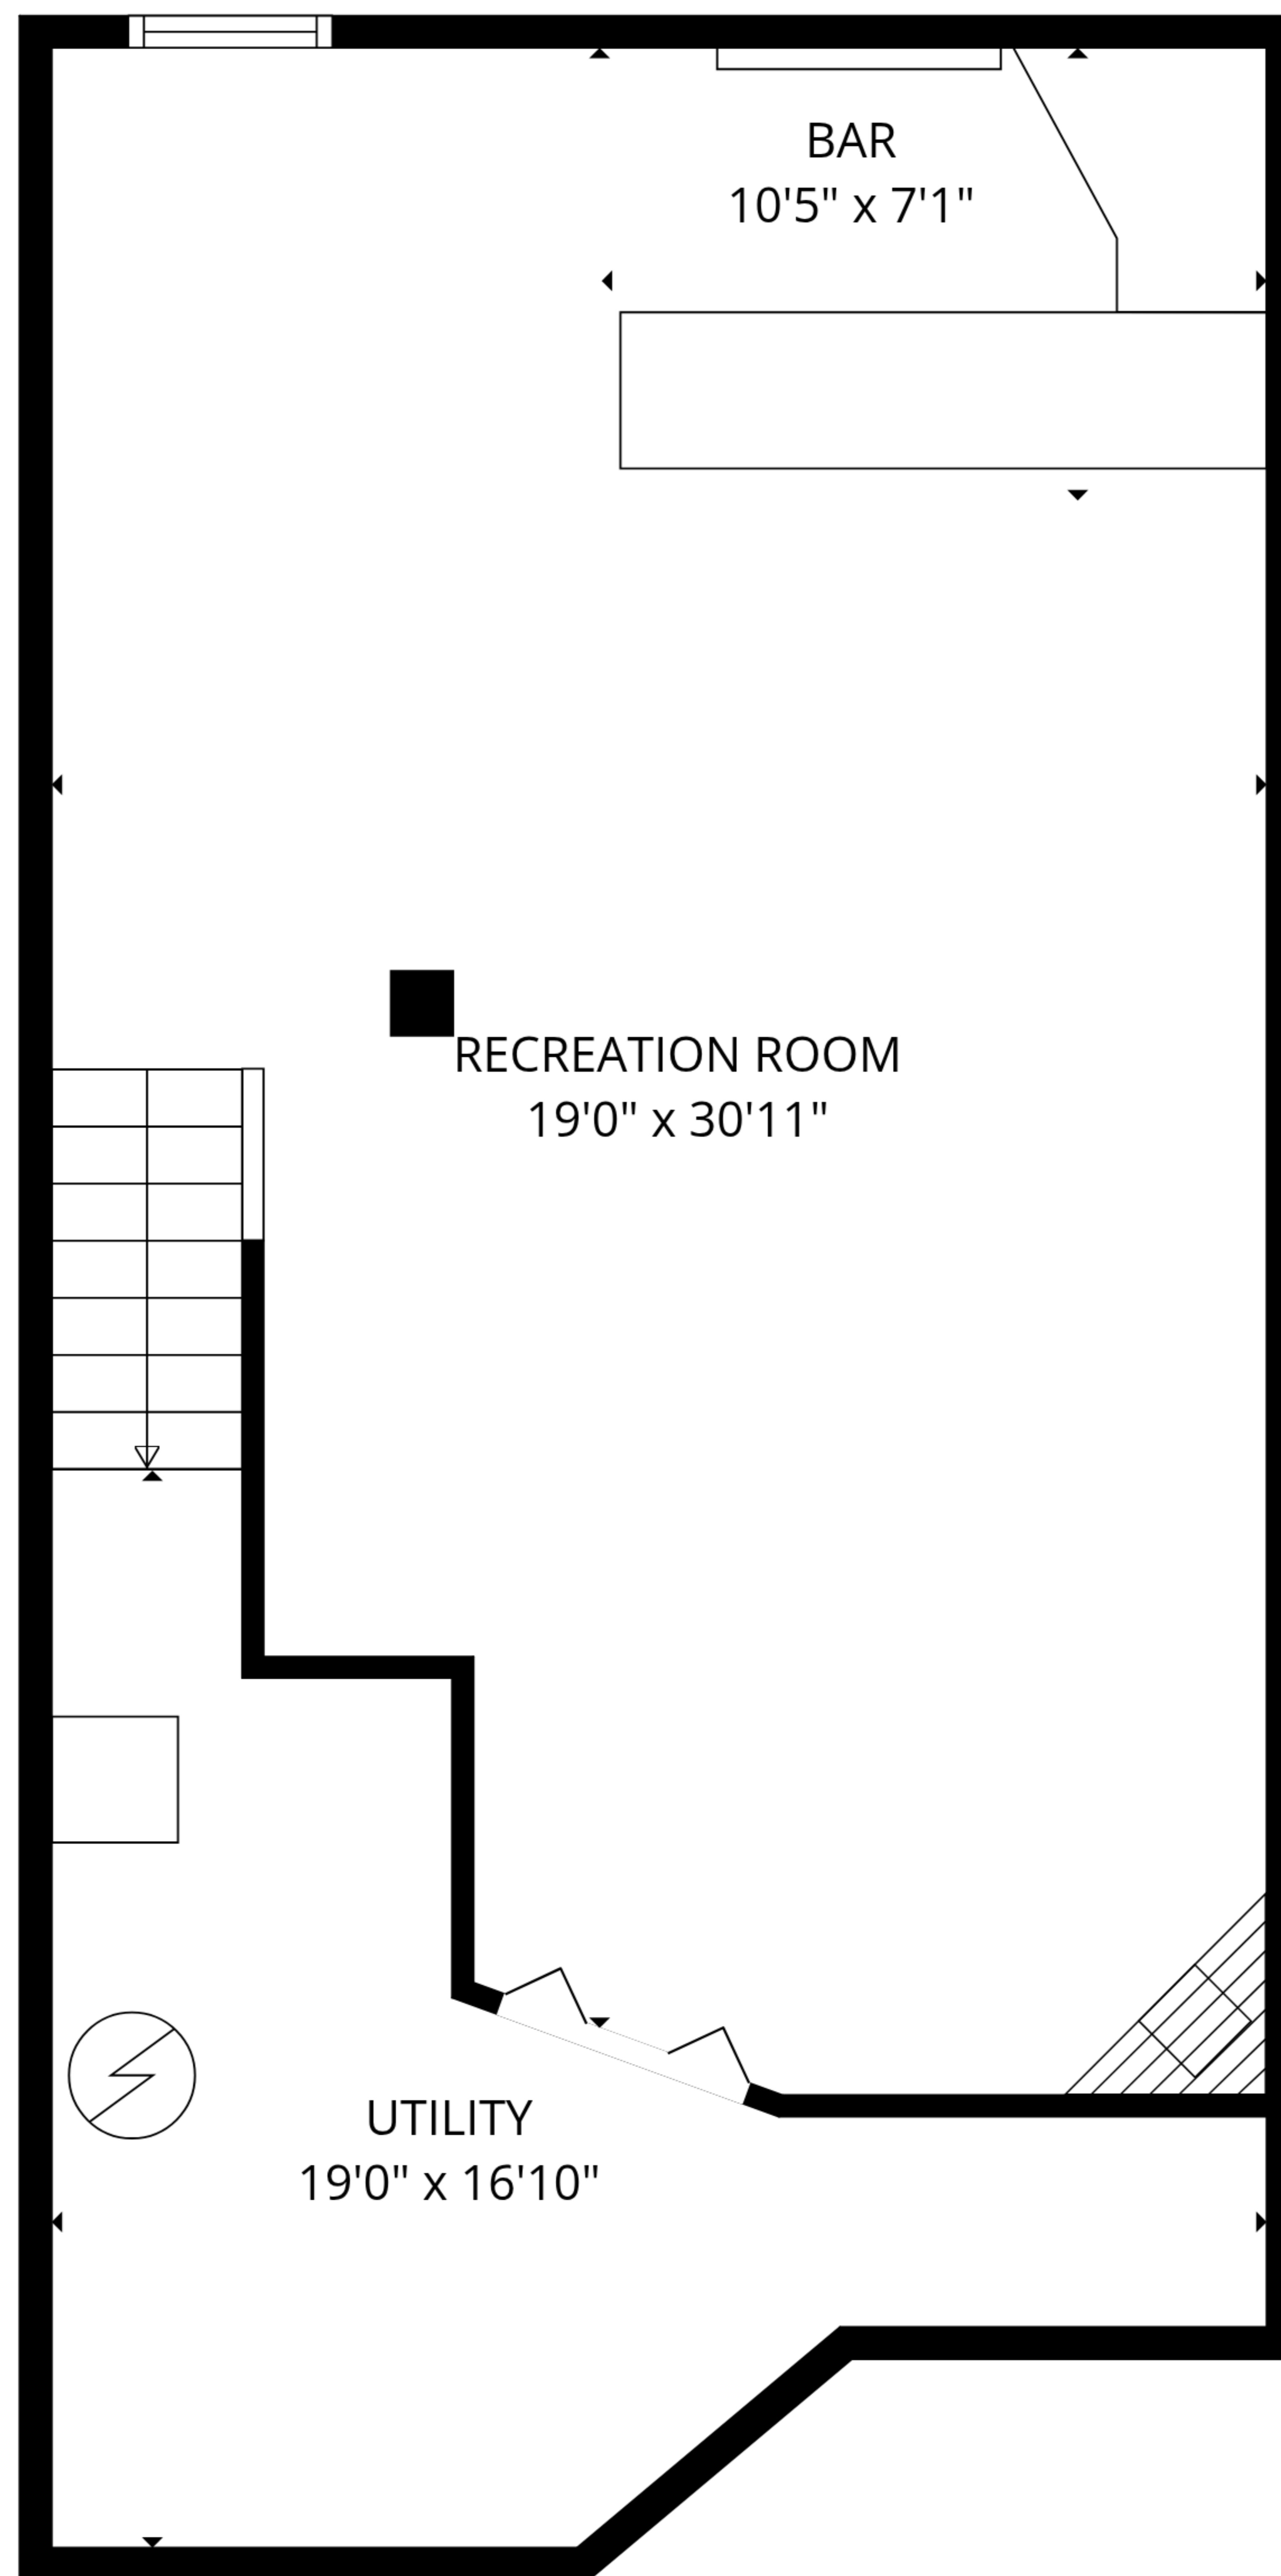 BAR
10'5" x 7'1"
RECREATION ROOM
19'0" x 30'11"
UTILITY
19'0" x 16'10"